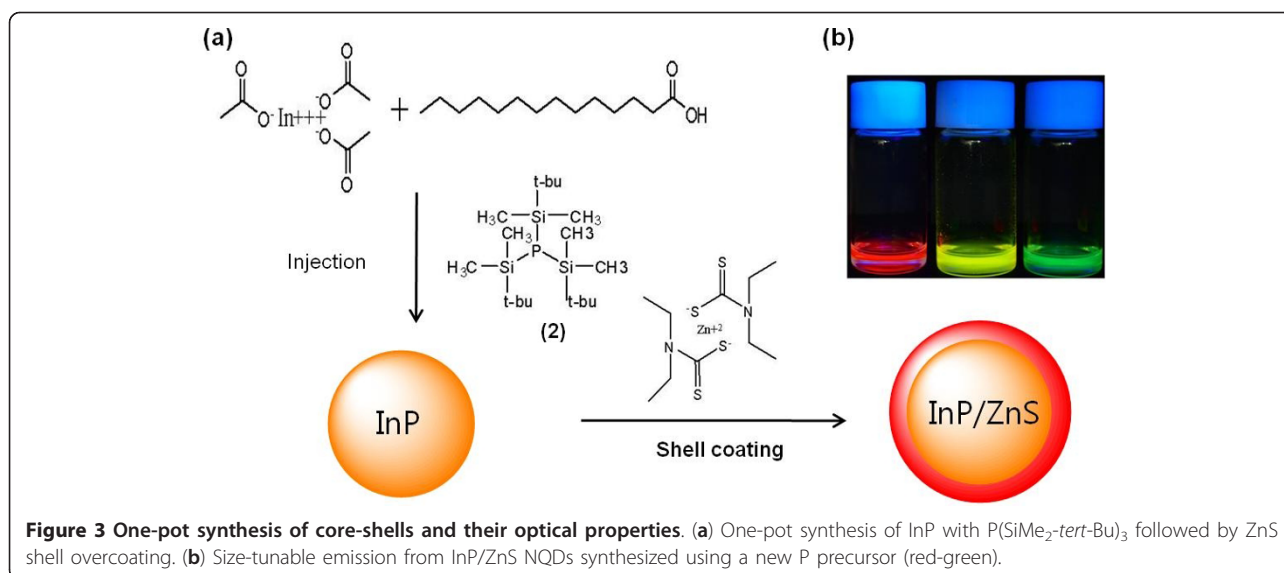 (a)
(b)
O
O
-O
O-
In+++
-O
O
+
O
OH
Injection
t-bu
H3C
Si
CH3
CH3
CH3
P
H3C
Si
Si
CH3
t-bu
t-bu
(2)
S
-S
N
Zn+2
N
S-
S
InP
Shell coating
InP/ZnS
Figure 3 One-pot synthesis of core-shells and their optical properties. (a) One-pot synthesis of InP with P(SiMe2-tert-Bu)3 followed by ZnS
shell overcoating. (b) Size-tunable emission from InP/ZnS NQDs synthesized using a new P precursor (red-green).